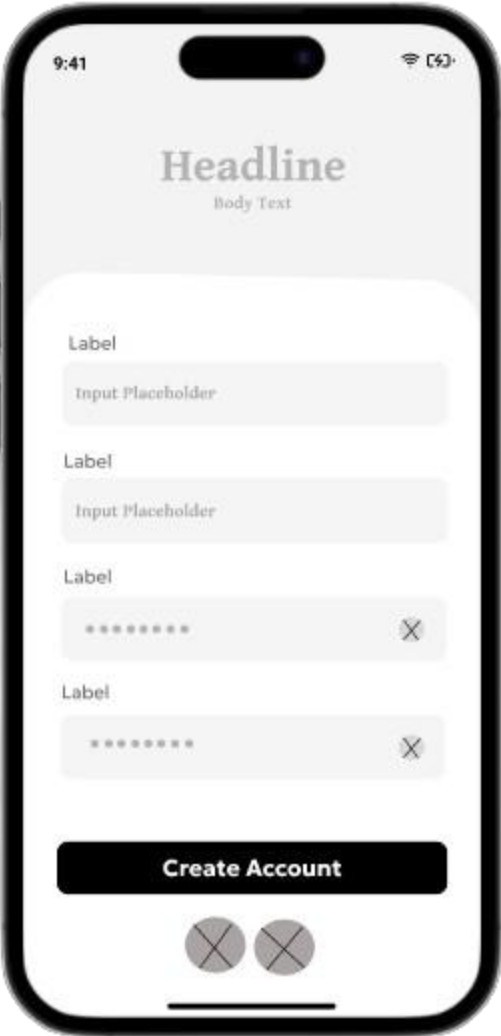 9:41
Headline
Body Text
Label
Input Placeholder
Label
Input Placeholder
Label
Label
Create Account